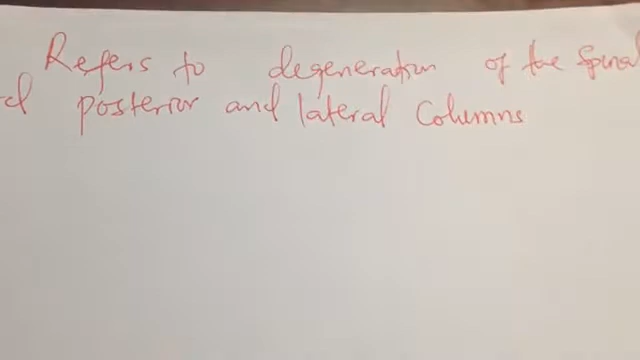 Refers to degeneration of the Spinal
posterior and lateral Columns